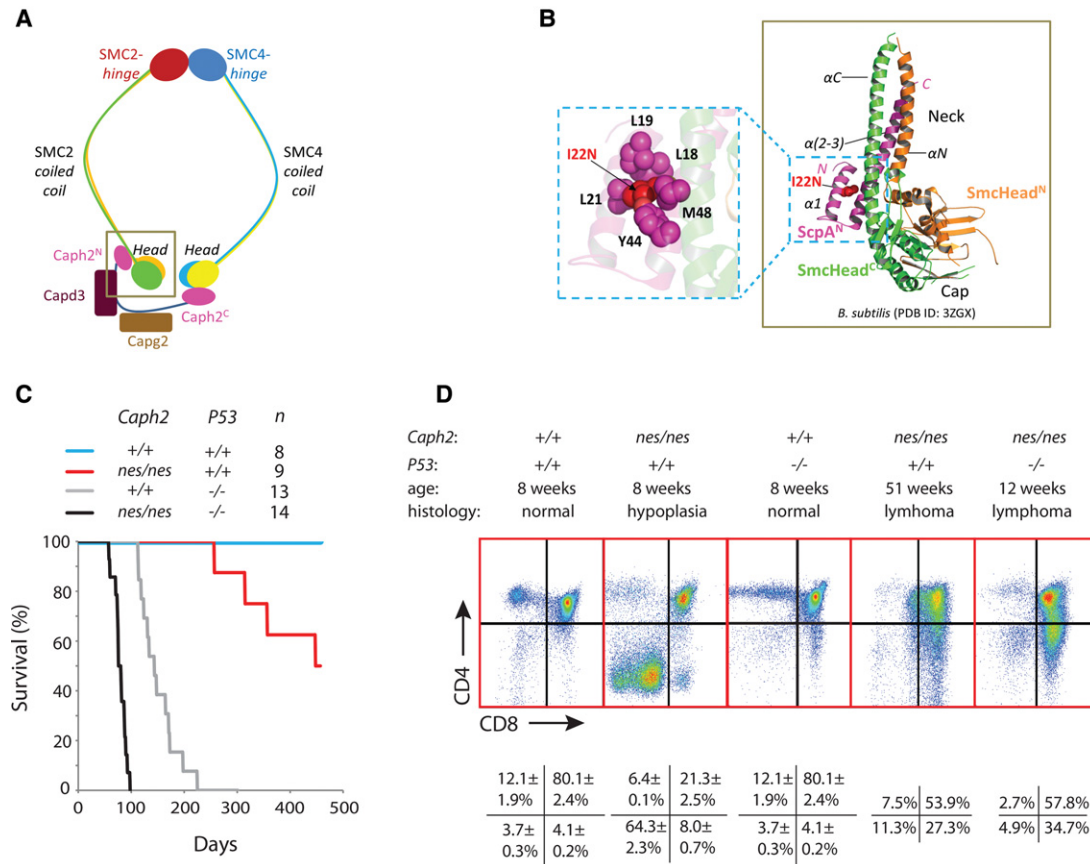 A
SMC2-
hinge
SMC4-
hinge
SMC2
coiled
coil
SMC4
coiled
coil
Caph2N
Head
Head
Capd3
Caph2C
Capg2
B
L19
L18
I22N
L21
M48
Y44
αC
C
Neck
α(2-3)
αN
N
I22N
α1
SmcHeadN
ScpAN
SmcHeadC
Cap
B. subtilis (PDB ID: 3ZGX)
C
Caph2 P53 n
+/+ +/+ 8
nes/nes +/+ 9
+/+ -/- 13
nes/nes -/- 14
Survival (%)
100
80
60
40
20
0
0 100 200 300 400 500
Days
D
Caph2: +/+ nes/nes +/+ nes/nes nes/nes
P53: +/+ +/+ -/- +/+ -/-
age: 8 weeks 8 weeks 8 weeks 51 weeks 12 weeks
histology: normal hypoplasia normal lymhoma lymphoma
CD4
CD8
12.1± 80.1± 6.4± 21.3± 12.1± 80.1±
1.9% 2.4% 0.1% 2.5% 1.9% 2.4% 7.5% 53.9% 2.7% 57.8%
3.7± 4.1± 64.3± 8.0± 3.7± 4.1± 11.3% 27.3% 4.9% 34.7%
0.3% 0.2% 2.3% 0.7% 0.3% 0.2%